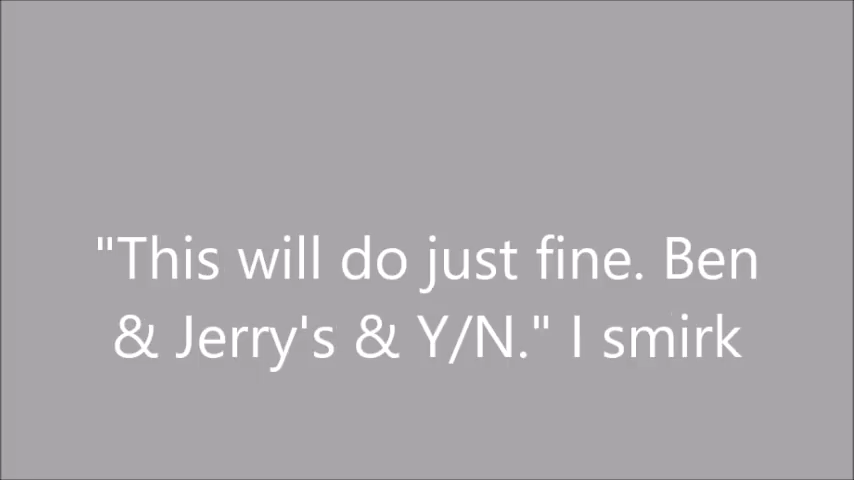 "This will do just fine. Ben
& Jerry's & Y/N." I smirk